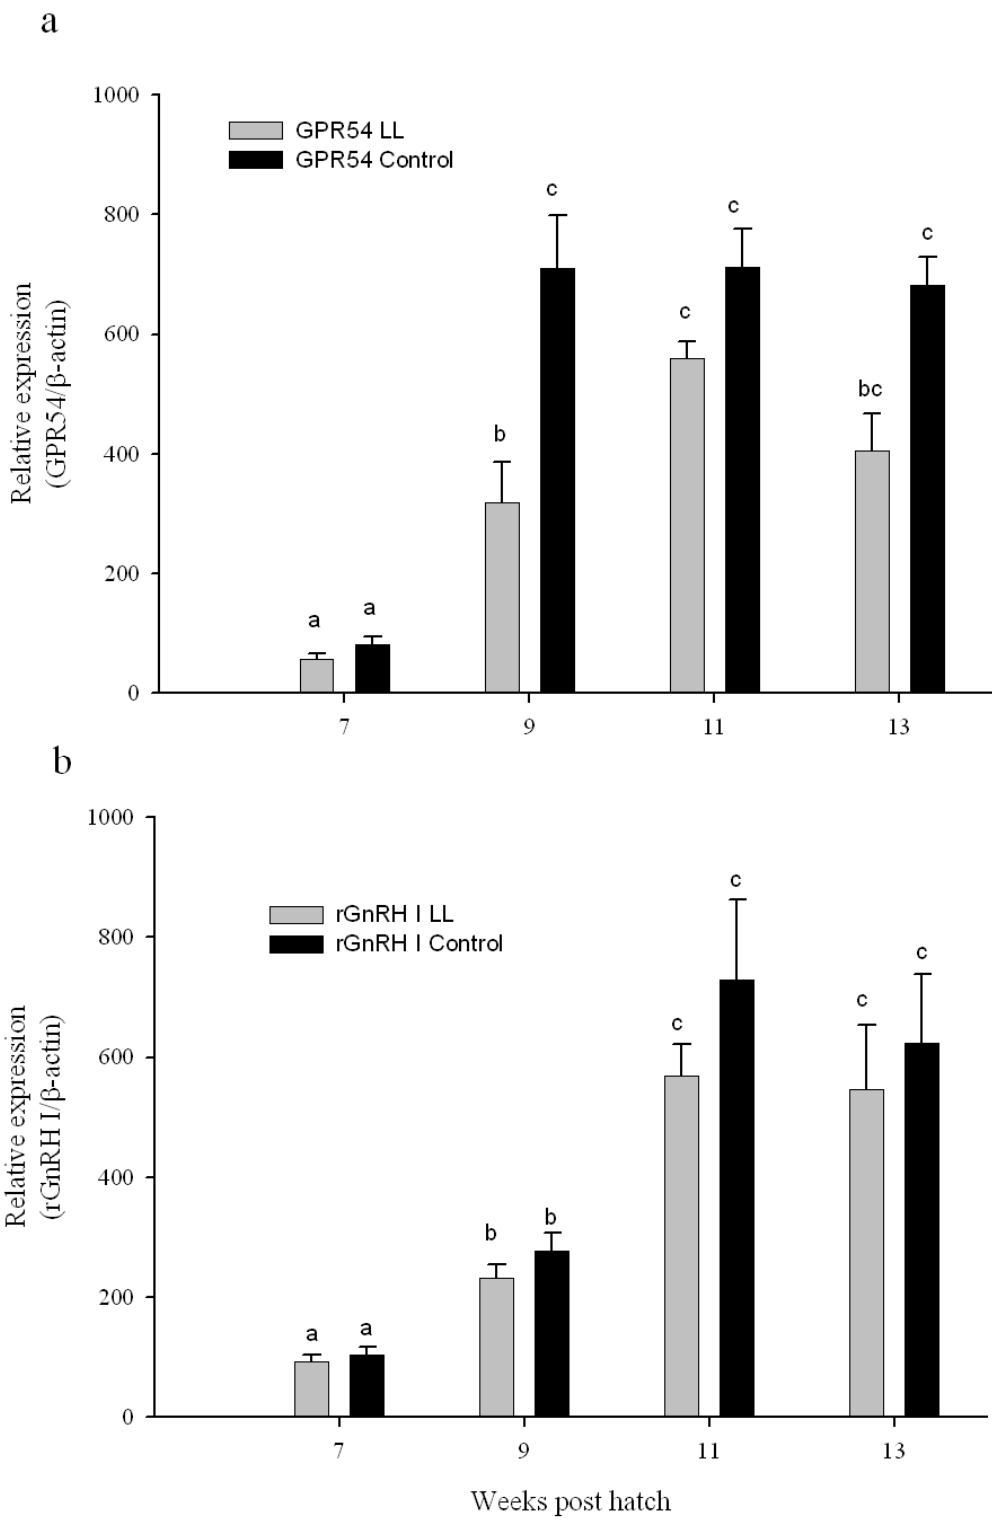 a
1000
800
600
400
200
0
GPR54 LL
GPR54 Control
c
c
c
c
b
bc
a
a
Relative expression
(GPR54/β-actin)
7 9 11 13
b
1000
800
600
400
200
0
rGnRH I LL
rGnRH I Control
c
c
c
c
b
b
a
a
Relative expression
(rGnRH I/β-actin)
7 9 11 13
Weeks post hatch